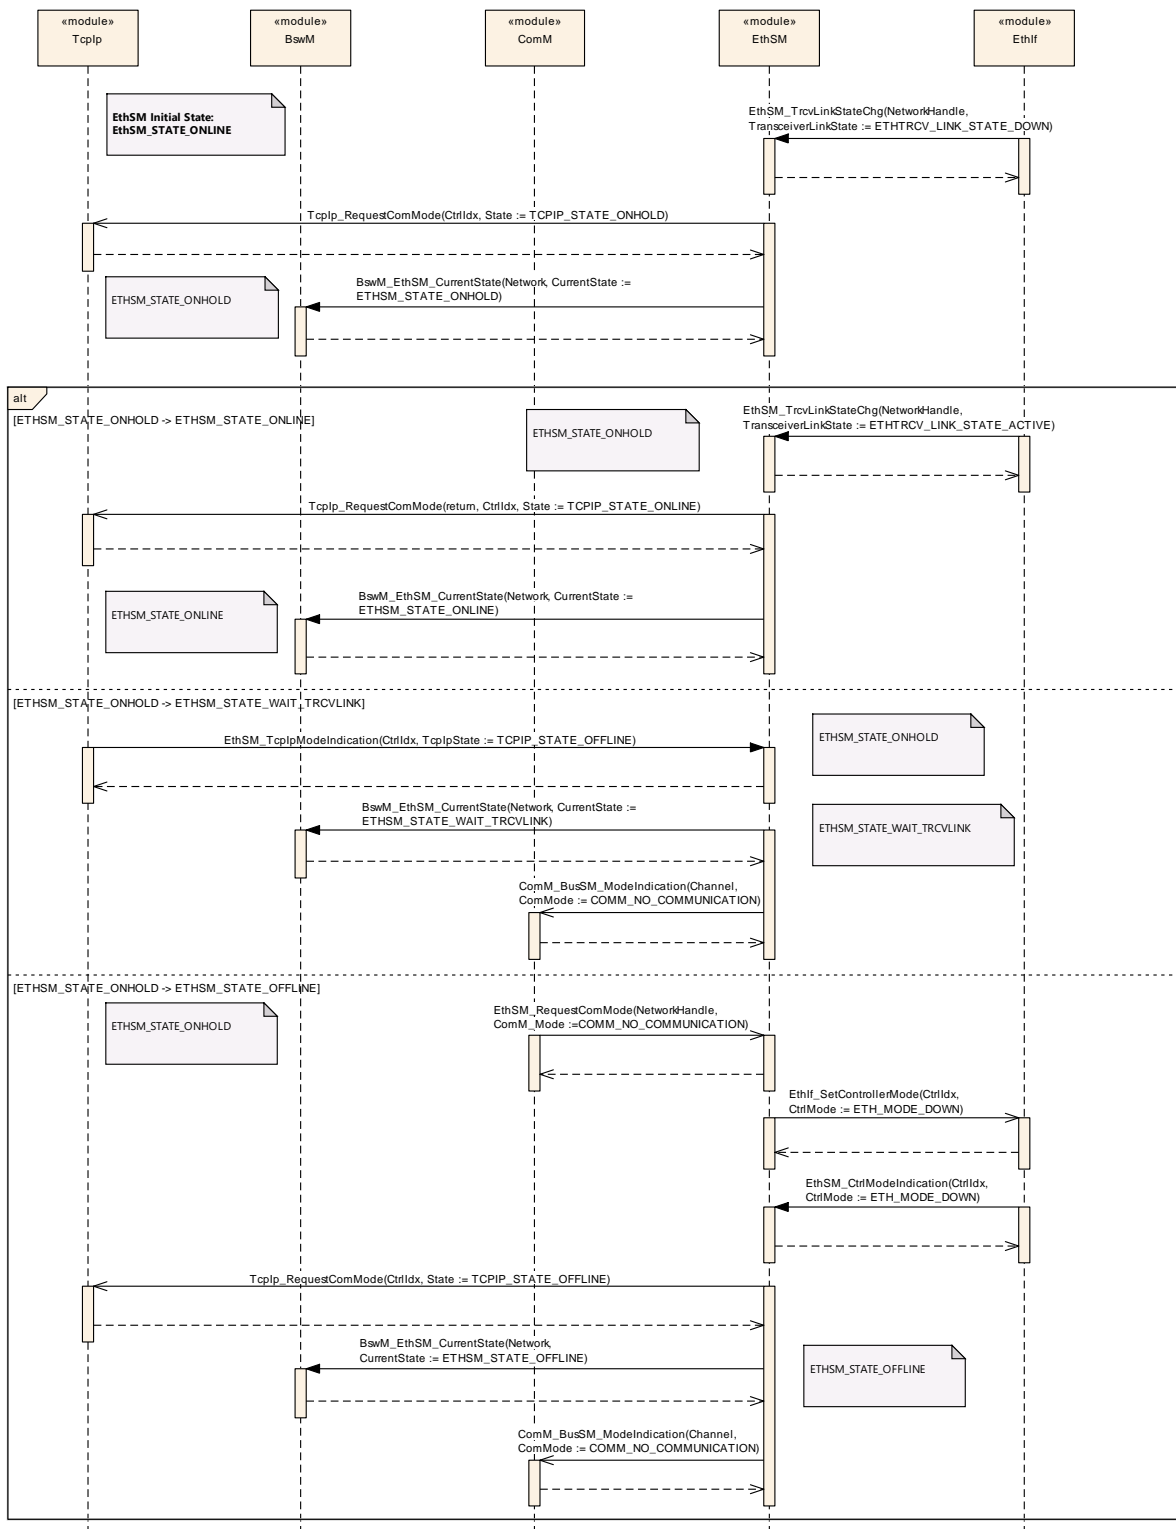 «module»
TcpIp
«module»
BswM
«module»
ComM
«module»
EthSM
«module»
EthIf
EthSM Initial State:
EthSM_STATE_ONLINE
EthSM_TrcvLinkStateChg(NetworkHandle,
TransceiverLinkState := ETHTRCV_LINK_STATE_DOWN)
TcpIp_RequestComMode(CtrlIdx, State := TCPIP_STATE_ONHOLD)
ETHSM_STATE_ONHOLD
BswM_EthSM_CurrentState(Network, CurrentState :=
ETHSM_STATE_ONHOLD)
alt
[ETHSM_STATE_ONHOLD -> ETHSM_STATE_ONLINE]
ETHSM_STATE_ONHOLD
EthSM_TrcvLinkStateChg(NetworkHandle,
TransceiverLinkState := ETHTRCV_LINK_STATE_ACTIVE)
TcpIp_RequestComMode(return, CtrlIdx, State := TCPIP_STATE_ONLINE)
ETHSM_STATE_ONLINE
BswM_EthSM_CurrentState(Network, CurrentState :=
ETHSM_STATE_ONLINE)
[ETHSM_STATE_ONHOLD -> ETHSM_STATE_WAIT_TRCVLINK]
EthSM_TcpIpModeIndication(CtrlIdx, TcpIpState := TCPIP_STATE_OFFLINE)
ETHSM_STATE_ONHOLD
BswM_EthSM_CurrentState(Network, CurrentState :=
ETHSM_STATE_WAIT_TRCVLINK)
ETHSM_STATE_WAIT_TRCVLINK
ComM_BusSM_ModeIndication(Channel,
ComMode := COMM_NO_COMMUNICATION)
[ETHSM_STATE_ONHOLD -> ETHSM_STATE_OFFLINE]
ETHSM_STATE_ONHOLD
EthSM_RequestComMode(NetworkHandle,
ComM_Mode :=COMM_NO_COMMUNICATION)
EthIf_SetControllerMode(CtrlIdx,
CtrlMode := ETH_MODE_DOWN)
EthSM_CtrlModeIndication(CtrlIdx,
CtrlMode := ETH_MODE_DOWN)
TcpIp_RequestComMode(CtrlIdx, State := TCPIP_STATE_OFFLINE)
BswM_EthSM_CurrentState(Network,
CurrentState := ETHSM_STATE_OFFLINE)
ETHSM_STATE_OFFLINE
ComM_BusSM_ModeIndication(Channel,
ComMode := COMM_NO_COMMUNICATION)